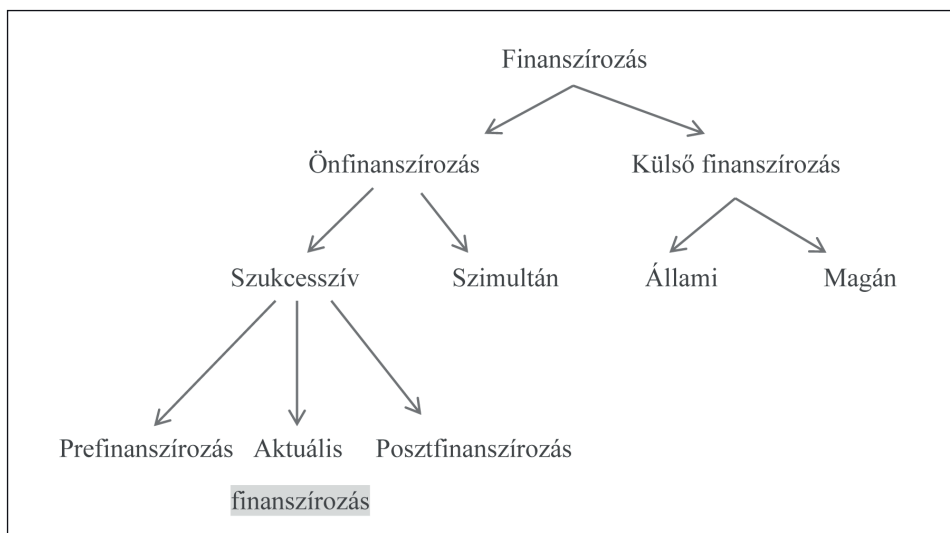 Finanszírozás
Önfinanszírozás Külső finanszírozás
Szukcesszív Szimultán Állami Magán
Prefinanszírozás Aktuális Posztfinanszírozás
finanszírozás